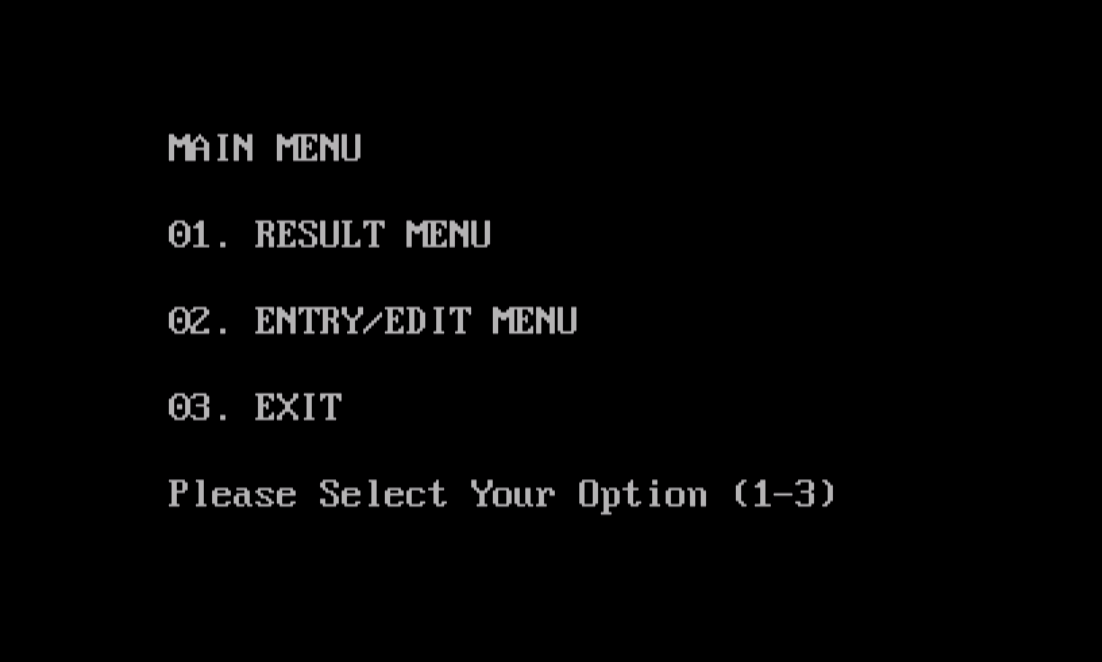 MAIN MENU
01. RESULT MENU
02. ENTRY/EDIT MENU
03. EXIT
Please Select Your Option (1-3)